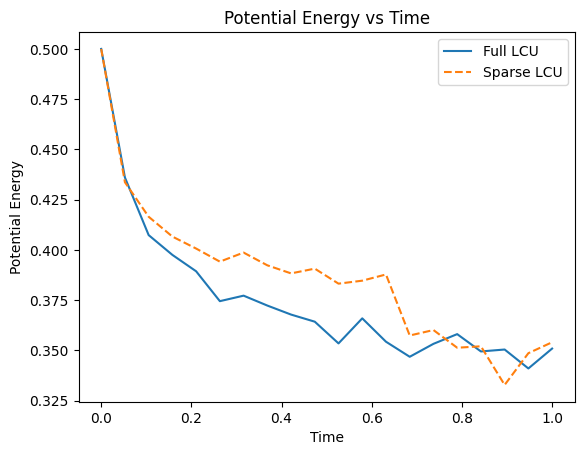 Potential Energy vs Time
Full LCU
Sparse LCU
Potential Energy
0.500
0.475
0.450
0.425
0.400
0.375
0.350
0.325
0.0 0.2 0.4 0.6 0.8 1.0
Time